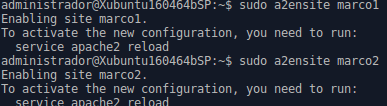 administrador@Xubuntu160464bSP:~$ sudo a2ensite marco1
Enabling site marco1.
To activate the new configuration, you need to run:
  service apache2 reload
administrador@Xubuntu160464bSP:~$ sudo a2ensite marco2
Enabling site marco2.
To activate the new configuration, you need to run:
  service apache2 reload